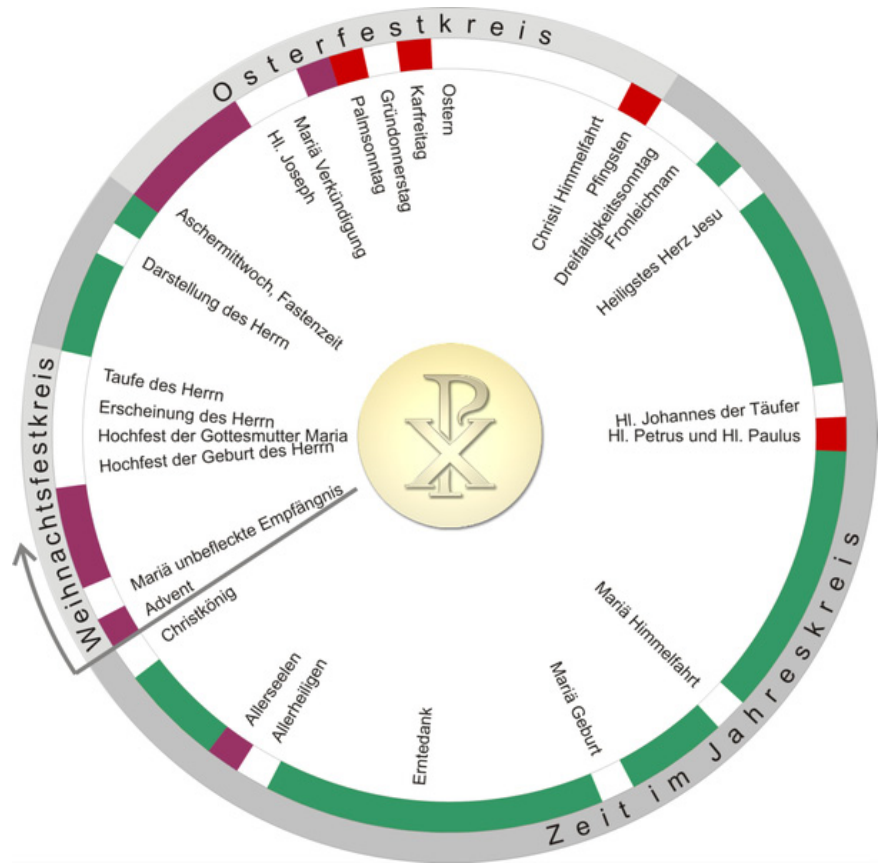 Osterfestkreis
Ostern
Karfreitag
Gründonnerstag
Palmsonntag
Mariä Verkündigung
Hl. Joseph
Aschermittwoch, Fastenzeit
Darstellung des Herrn
Taufe des Herrn
Erscheinung des Herrn
Hochfest der Gottesmutter Maria
Hochfest der Geburt des Herrn
Mariä unbefleckte Empfängnis
Advent
Weihnachtsfestkreis
Christkönig
Allerseelen
Allerheiligen
Erntedank
Mariä Geburt
Mariä Himmelfahrt
Hl. Petrus und Hl. Paulus
Hl. Johannes der Täufer
Heiligstes Herz Jesu
Fronleichnam
Dreifaltigkeitssonntag
Pfingsten
Christi Himmelfahrt
Zeit im Jahreskreis